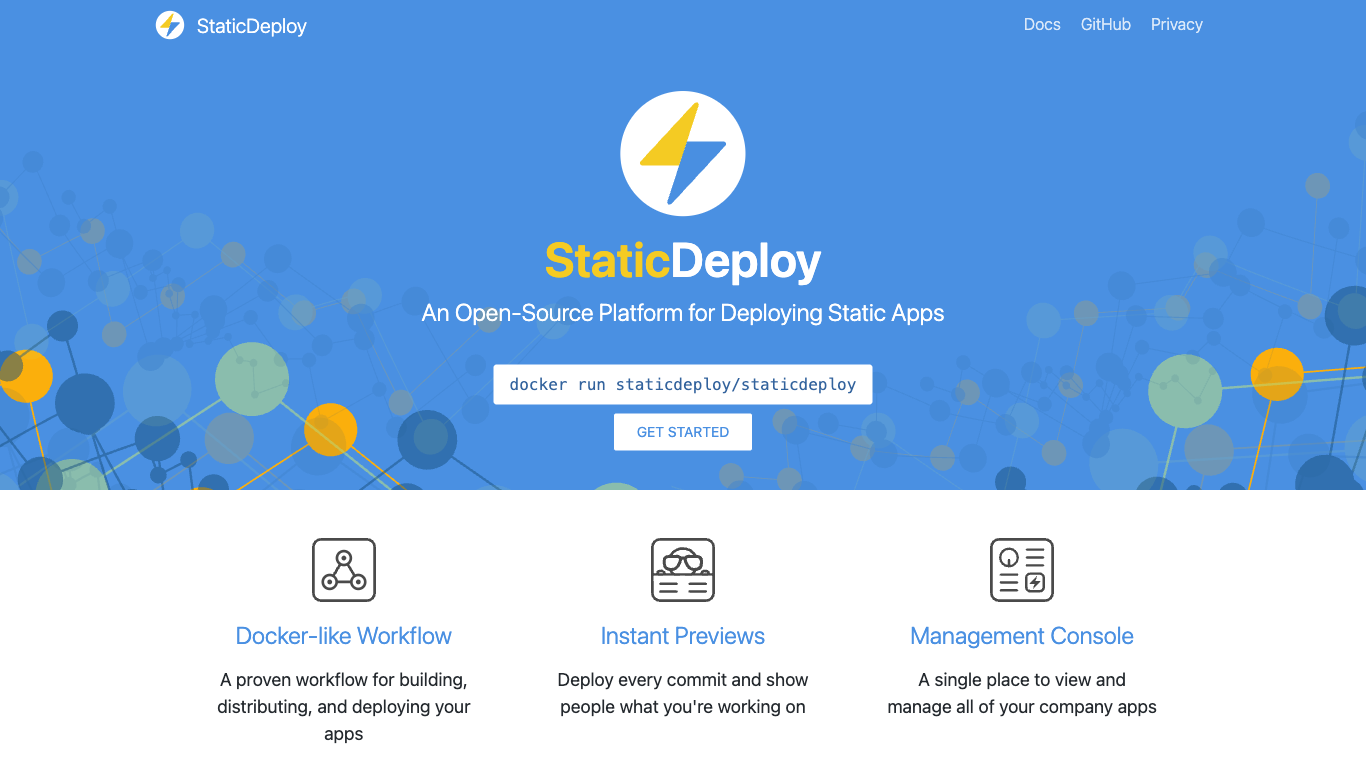 StaticDeploy
Docs GitHub Privacy
StaticDeploy
An Open-Source Platform for Deploying Static Apps
docker run staticdeploy/staticdeploy
GET STARTED
Docker-like Workflow
A proven workflow for building,
distributing, and deploying your
apps
Instant Previews
Deploy every commit and show
people what you're working on
Management Console
A single place to view and
manage all of your company apps